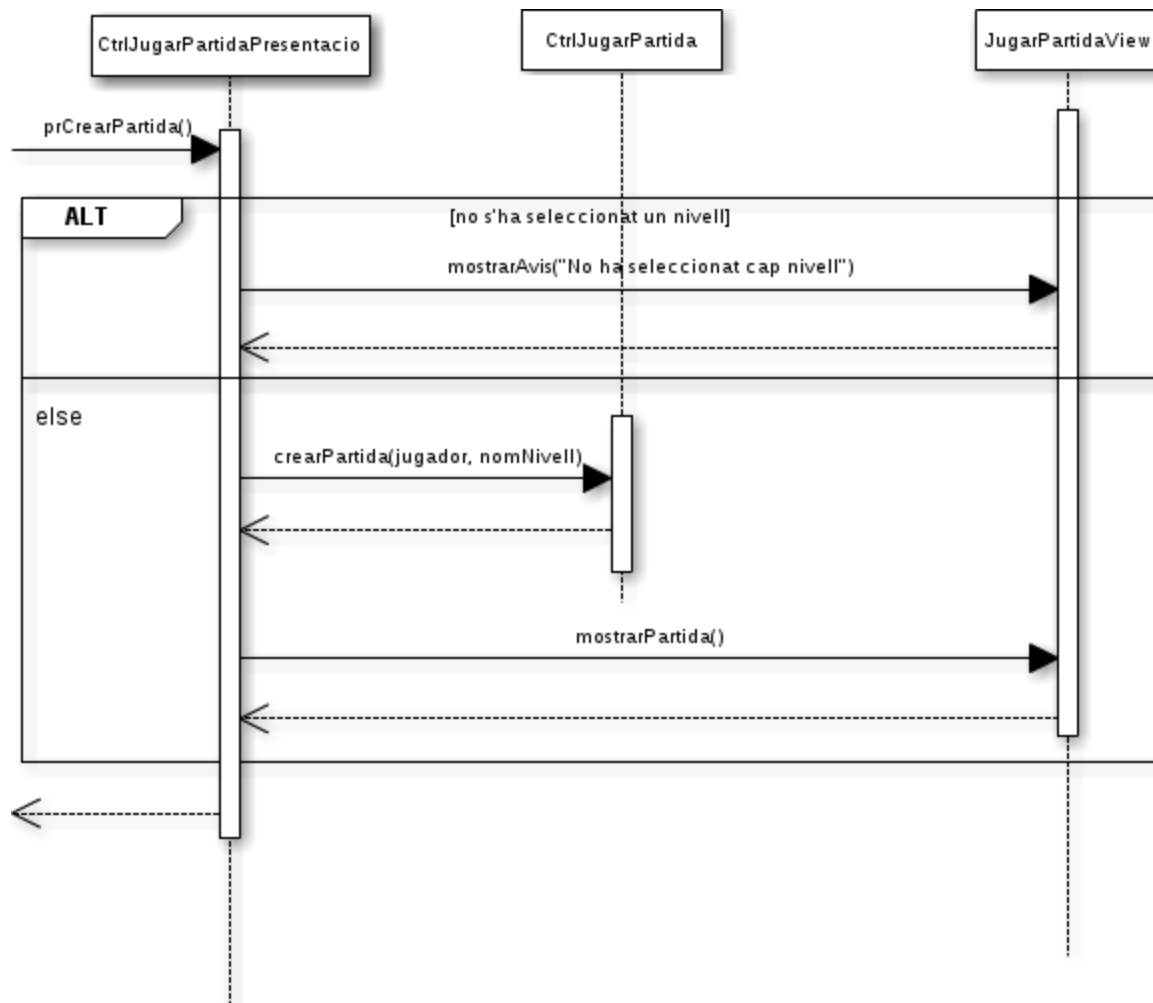 CtrlJugarPartidaPresentacio
CtrlJugarPartida
JugarPartidaView
prCrearPartida()
ALT
[no s'ha seleccionat un nivell]
mostrarAvis("No ha seleccionat cap nivell")
else
crearPartida(jugador, nomNivell)
mostrarPartida()